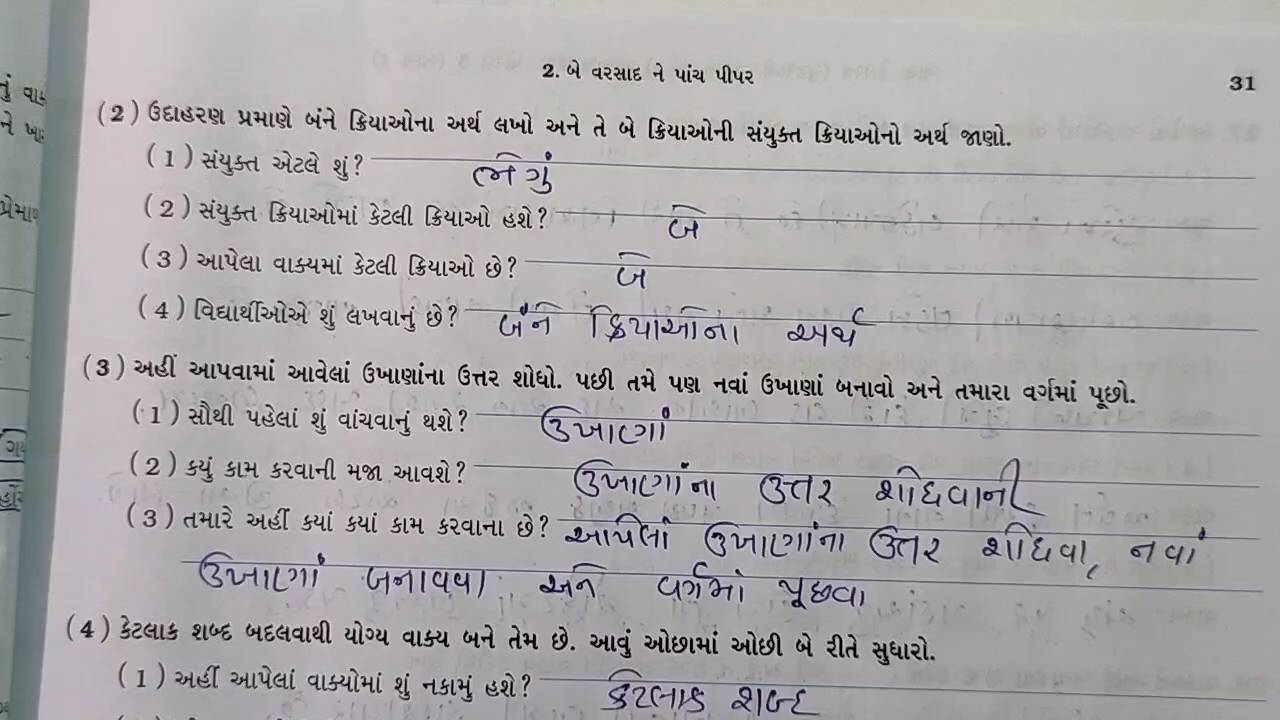 2. બે વરસાદ ને પાંચ પીપર 31
(2) ઉદાહરણ પ્રમાણે બંને ક્રિયાઓના અર્થ લખો અને તે બે ક્રિયાઓની સંયુક્ત ક્રિયાઓનો અર્થ જાણો.
(1) સંયુક્ત એટલે શું? ભેગું
(2) સંયુક્ત ક્રિયાઓમાં કેટલી ક્રિયાઓ હશે? બે
(3) આપેલા વાક્યમાં કેટલી ક્રિયાઓ છે? બે
(4) વિદ્યાર્થીઓએ શું લખવાનું છે? બંને ક્રિયાઓના અર્થ
(3) અહીં આપવામાં આવેલાં ઉખાણાંના ઉત્તર શોધો. પછી તમે પણ નવાં ઉખાણાં બનાવો અને તમારા વર્ગમાં પૂછો.
(1) સૌથી પહેલાં શું વાંચવાનું થશે? ઉખાણાં
(2) કયું કામ કરવાની મજા આવશે? ઉખાણાંના ઉત્તર શોધવાની
(3) તમારે અહીં કયાં કયાં કામ કરવાના છે? આપેલાં ઉખાણાંના ઉત્તર શોધવા, નવાં
ઉખાણાં બનાવવા અને વર્ગમાં પૂછવા
(4) કેટલાક શબ્દ બદલવાથી યોગ્ય વાક્ય બને તેમ છે. આવું ઓછામાં ઓછી બે રીતે સુધારો.
(1) અહીં આપેલાં વાક્યોમાં શું નકામું હશે? કેટલાક શબ્દ